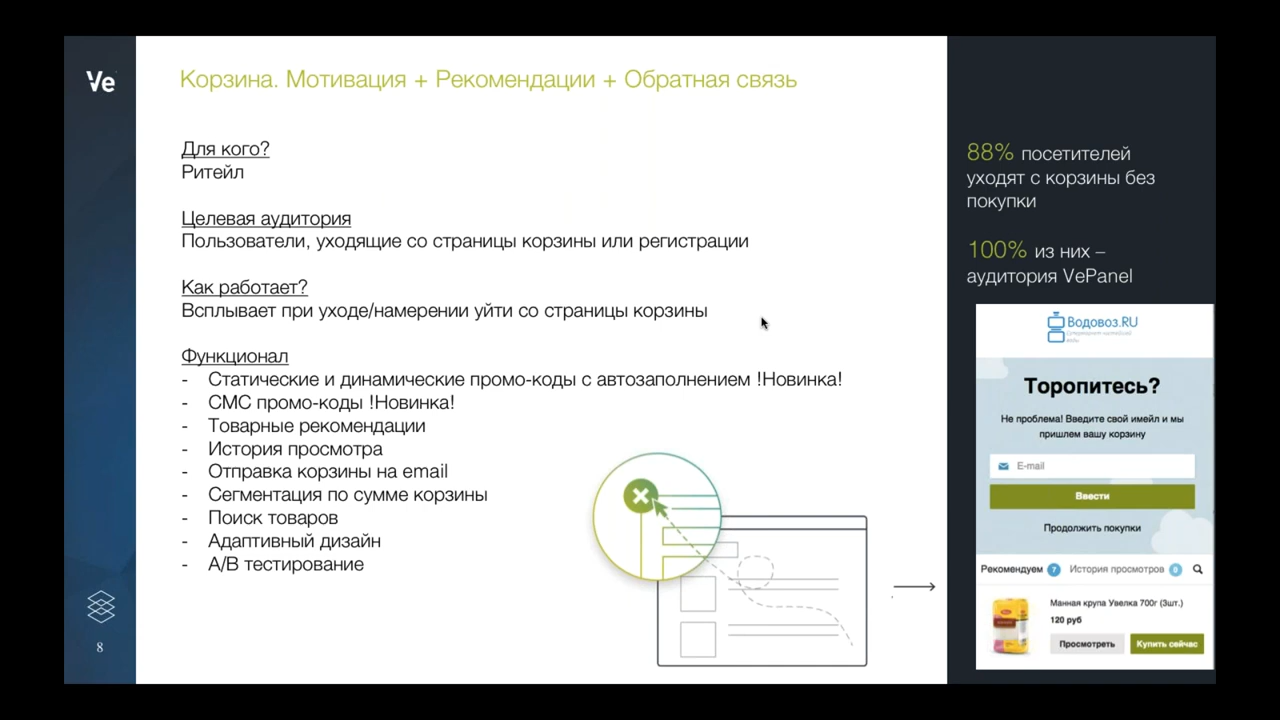 Ve
Корзина. Мотивация + Рекомендации + Обратная связь
Для кого?
Ритейл
Целевая аудитория
Пользователи, уходящие со страницы корзины или регистрации
Как работает?
Всплывает при уходе/намерении уйти со страницы корзины
Функционал
- Статические и динамические промо-коды с автозаполнением !Новинка!
- СМС промо-коды !Новинка!
- Товарные рекомендации
- История просмотра
- Отправка корзины на email
- Сегментация по сумме корзины
- Поиск товаров
- Адаптивный дизайн
- А/В тестирование
8
88% посетителей
уходят с корзины без
покупки
100% из них –
аудитория VePanel
Водовоз.RU
Торопитесь?
Не проблема! Введите свой имейл и мы
пришлем вашу корзину
E-mail
Ввести
Продолжить покупки
Рекомендуем 7 История просмотров 0
Манная крупа Увелка 700г (3шт.)
120 руб
Просмотреть Купить сейчас